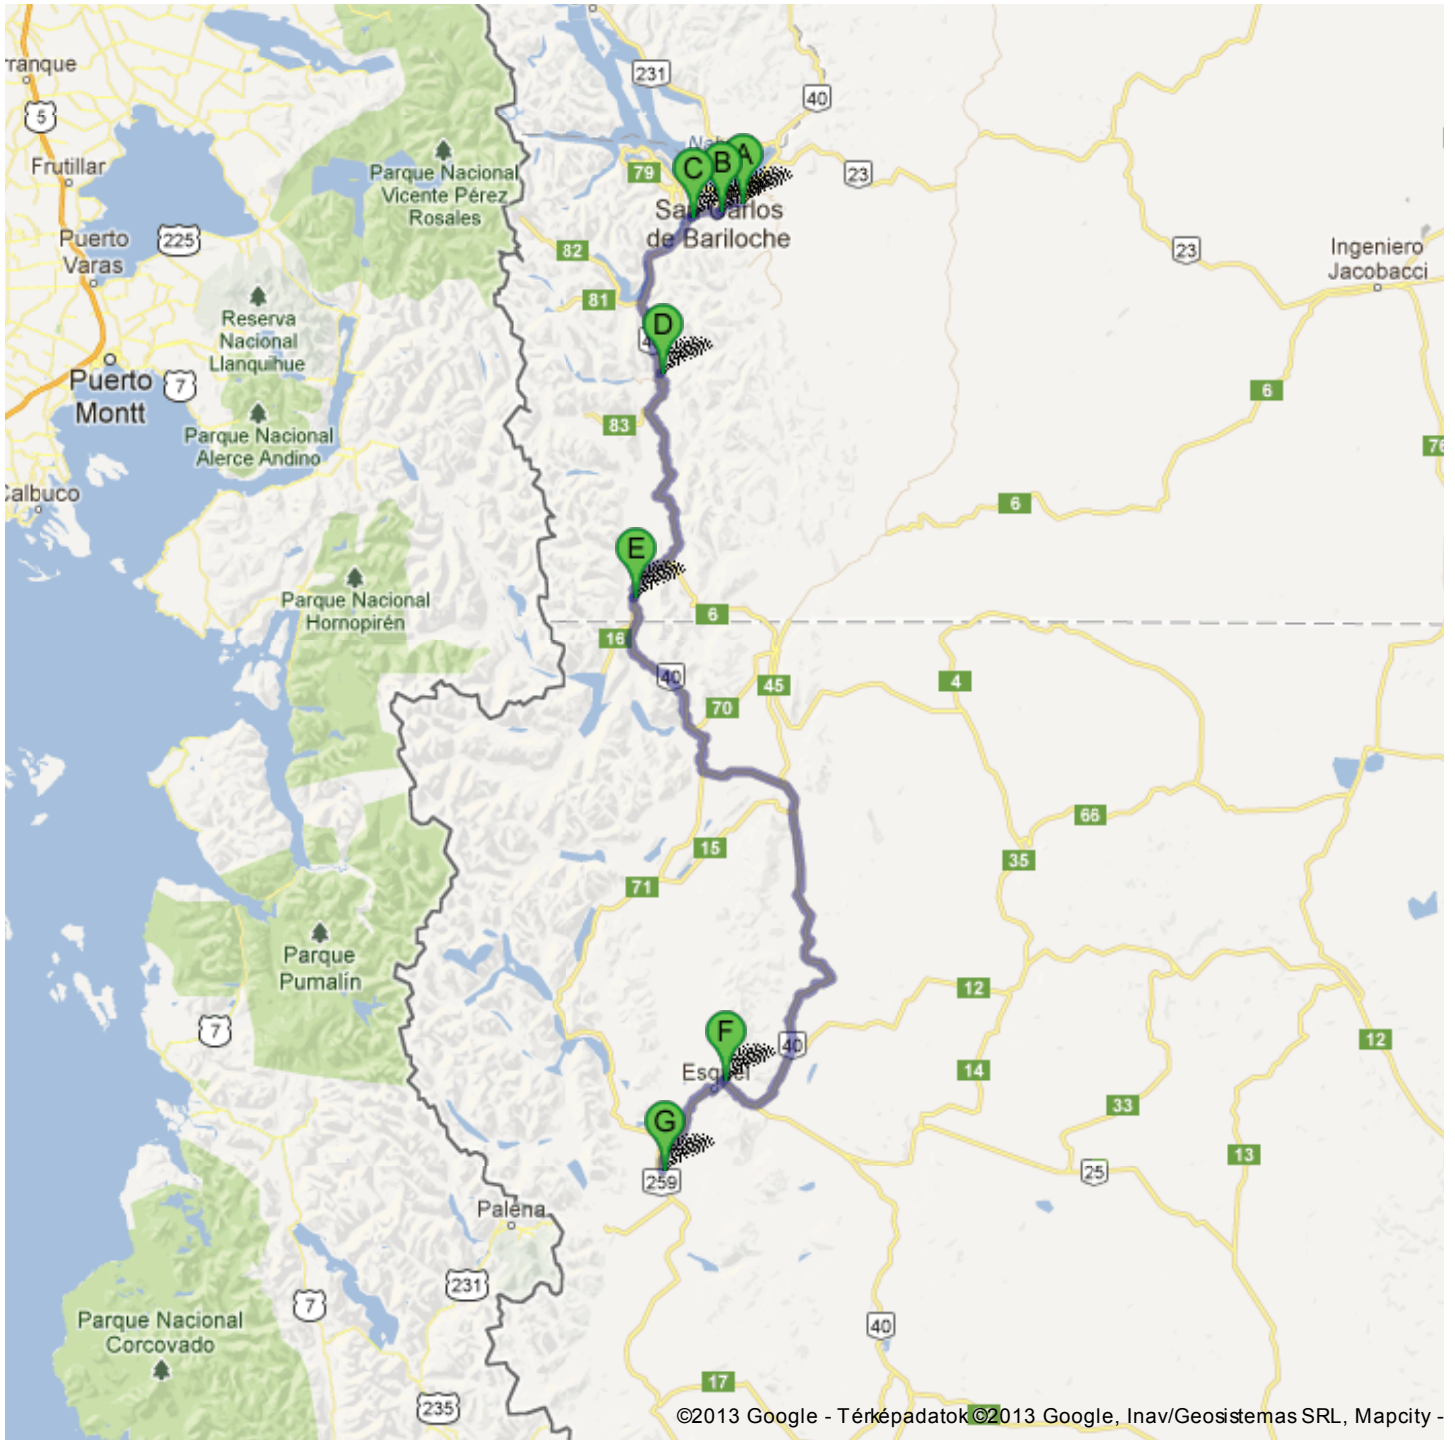 rranque
231
40
5
Nah
Frutillar
Parque Nacional
Vicente Pérez
Rosales
79
C
B
A
23
San Carlos
de Bariloche
Puerto
Varas
225
82
23
Ingeniero
Jacobacci
81
Reserva
Nacional
Llanquihue
D
Puerto
Montt
7
6
Parque Nacional
Alerce Andino
83
76
Calbuco
6
E
Parque Nacional
Hornopirén
6
16
40
45
4
70
66
15
35
71
Parque
Pumalín
12
7
F
40
12
Esquel
14
33
G
13
25
259
Palena
231
7
Parque Nacional
Corcovado
40
17
235
©2013 Google - Térképadatok ©2013 Google, Inav/Geosistemas SRL, Mapcity -